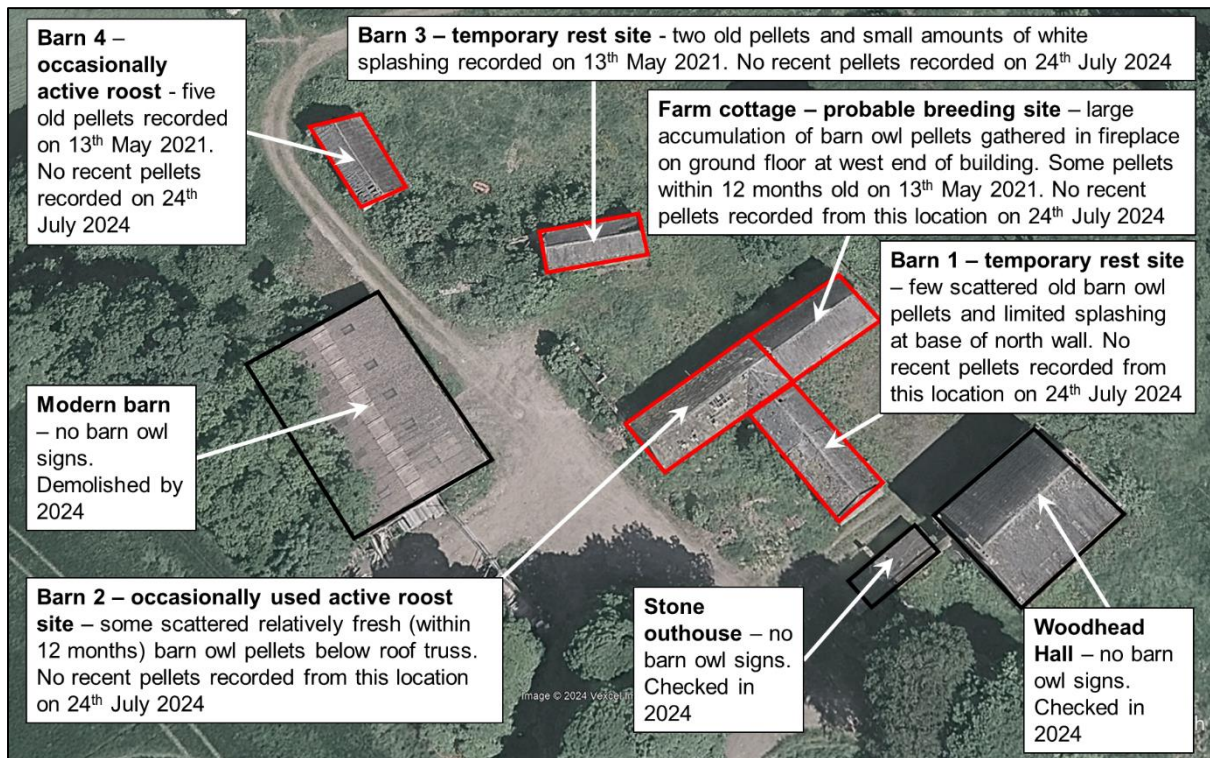 Barn 4 –
occasionally
active roost - five
old pellets recorded
on 13th May 2021.
No recent pellets
recorded on 24th
July 2024
Barn 3 – temporary rest site - two old pellets and small amounts of white
splashing recorded on 13th May 2021. No recent pellets recorded on 24th July 2024
Farm cottage – probable breeding site – large
accumulation of barn owl pellets gathered in fireplace
on ground floor at west end of building. Some pellets
within 12 months old on 13th May 2021. No recent
pellets recorded from this location on 24th July 2024
Barn 1 – temporary rest site
– few scattered old barn owl
pellets and limited splashing
at base of north wall. No
recent pellets recorded from
this location on 24th July 2024
Modern barn
– no barn owl
signs.
Demolished by
2024
Barn 2 – occasionally used active roost
site – some scattered relatively fresh (within
12 months) barn owl pellets below roof truss.
No recent pellets recorded from this location
on 24th July 2024
Stone
outhouse – no
barn owl signs.
Checked in
2024
Woodhead
Hall – no barn
owl signs.
Checked in
2024
Image © 2024 Vexcel